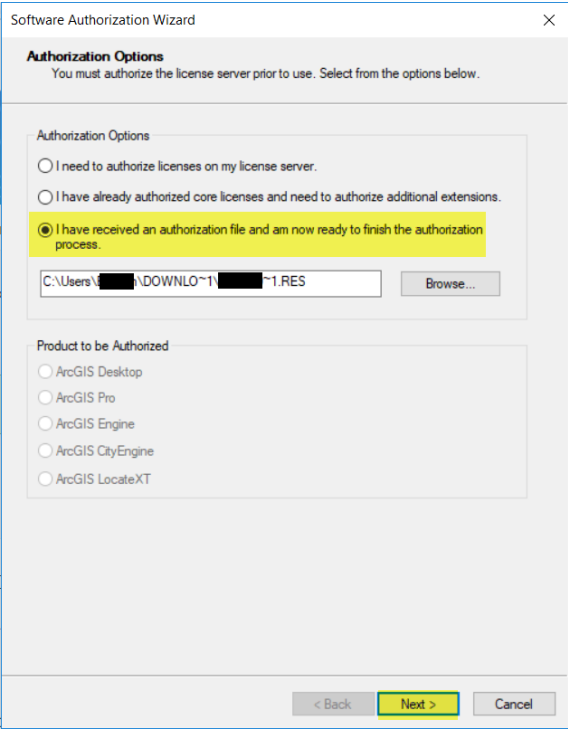 Software Authorization Wizard
Authorization Options
You must authorize the license server prior to use. Select from the options below.
Authorization Options
I need to authorize licenses on my license server.
I have already authorized core licenses and need to authorize additional extensions.
I have received an authorization file and am now ready to finish the authorization
process.
C:\Users\ \DOWNLO~1\ ~1.RES
Browse...
Product to be Authorized
ArcGIS Desktop
ArcGIS Pro
ArcGIS Engine
ArcGIS CityEngine
ArcGIS LocateXT
< Back
Next >
Cancel